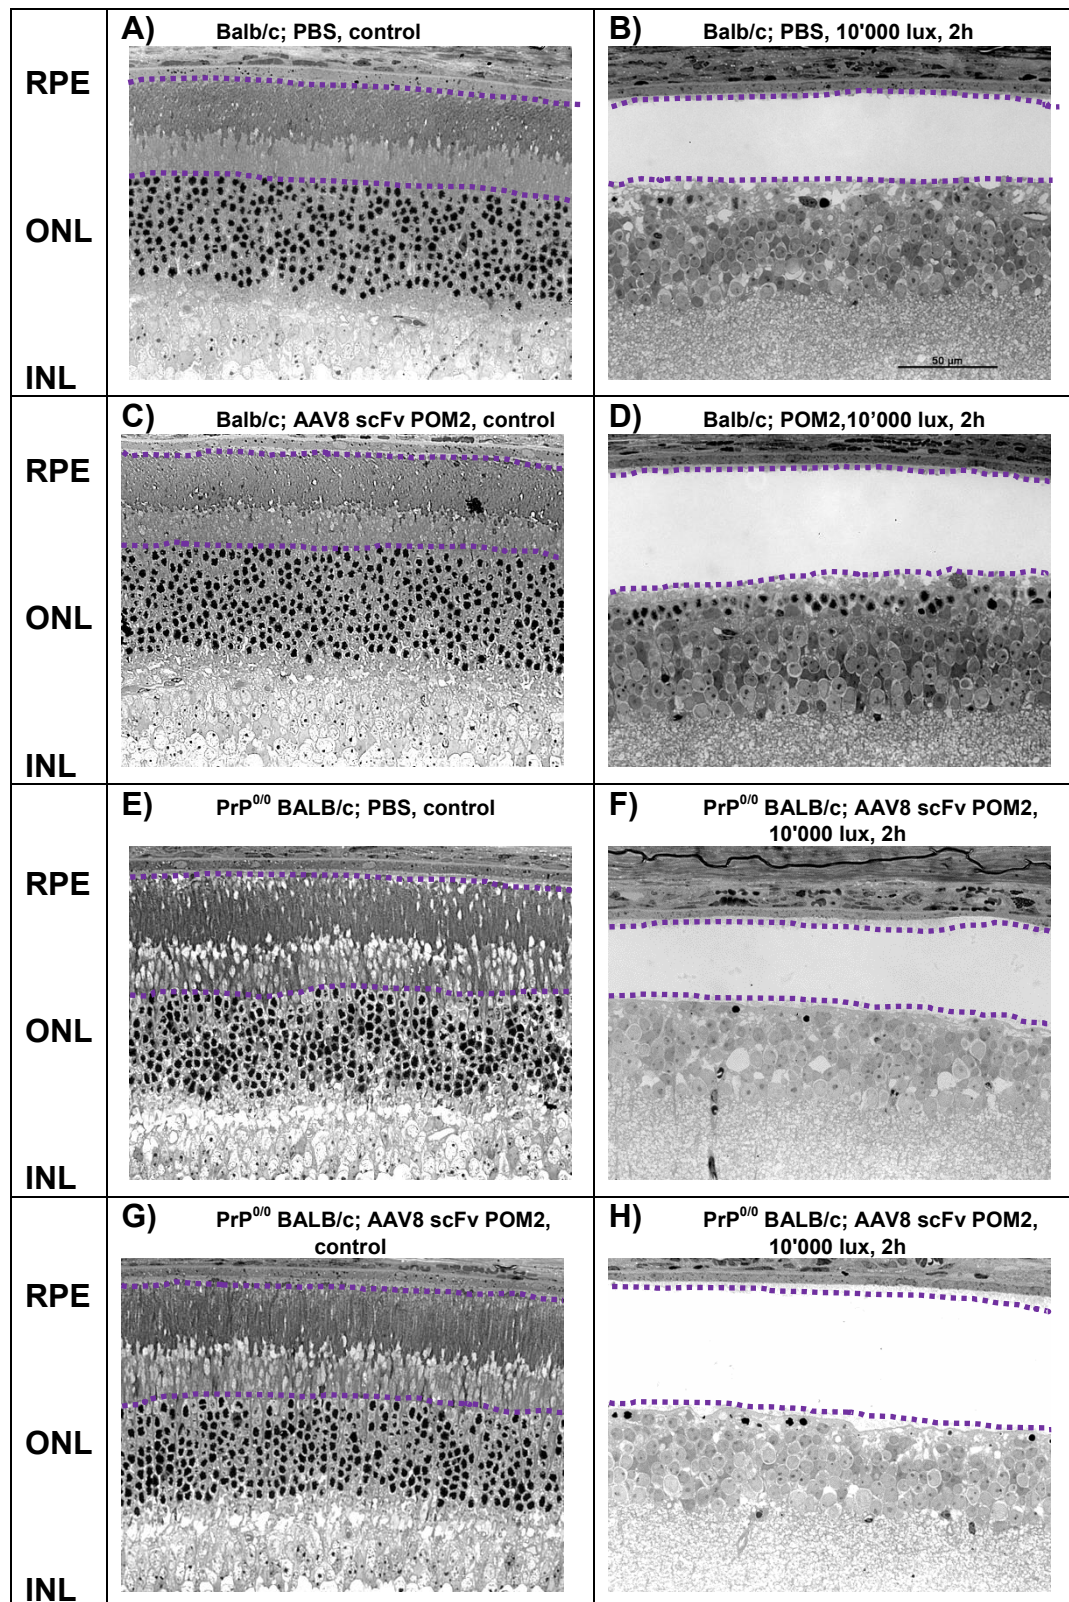 A)
Balb/c; PBS, control
B)
Balb/c; PBS, 10'000 lux, 2h
RPE
ONL
INL
50 µm
C)
Balb/c; AAV8 scFv POM2, control
D)
Balb/c; POM2,10’000 lux, 2h
RPE
ONL
INL
E)
PrP0/0 BALB/c; PBS, control
F)
PrP0/0 BALB/c; AAV8 scFv POM2,
10'000 lux, 2h
RPE
ONL
INL
G)
PrP0/0 BALB/c; AAV8 scFv POM2,
control
H)
PrP0/0 BALB/c; AAV8 scFv POM2,
10'000 lux, 2h
RPE
ONL
INL